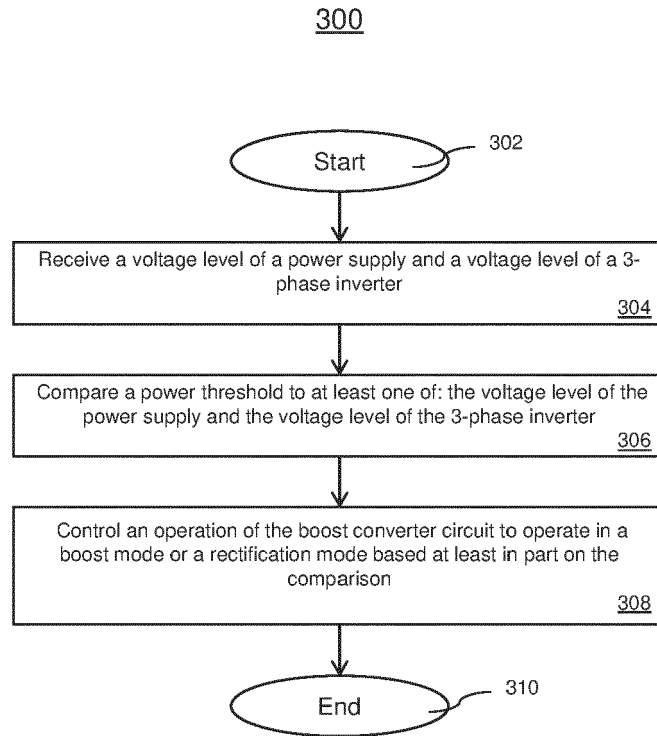 300
302
Start
Receive a voltage level of a power supply and a voltage level of a 3-
phase inverter
304
Compare a power threshold to at least one of: the voltage level of the
power supply and the voltage level of the 3-phase inverter
306
Control an operation of the boost converter circuit to operate in a
boost mode or a rectification mode based at least in part on the
comparison
308
310
End